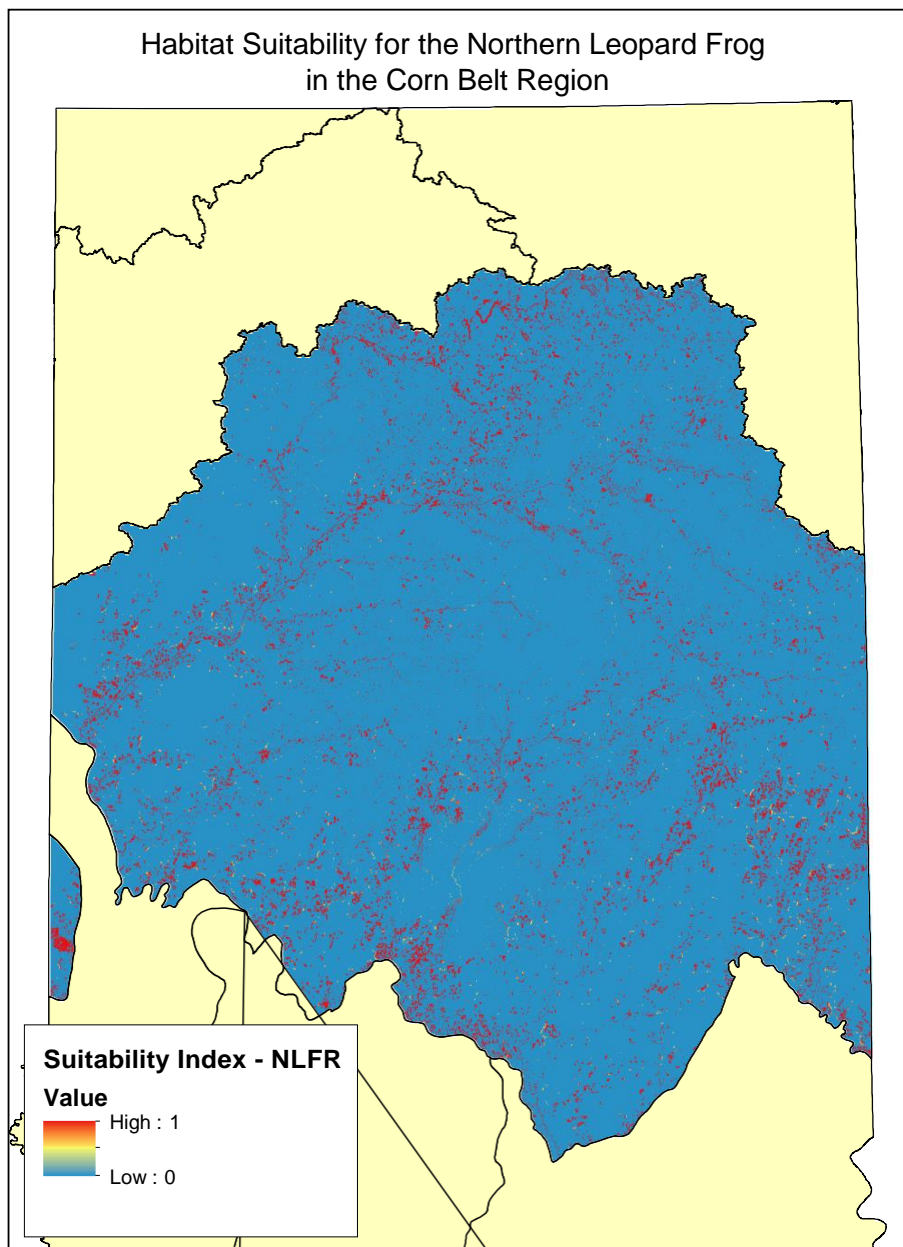 Habitat Suitability for the Northern Leopard Frog
in the Corn Belt Region
Suitability Index - NLFR
Value
High : 1
Low : 0